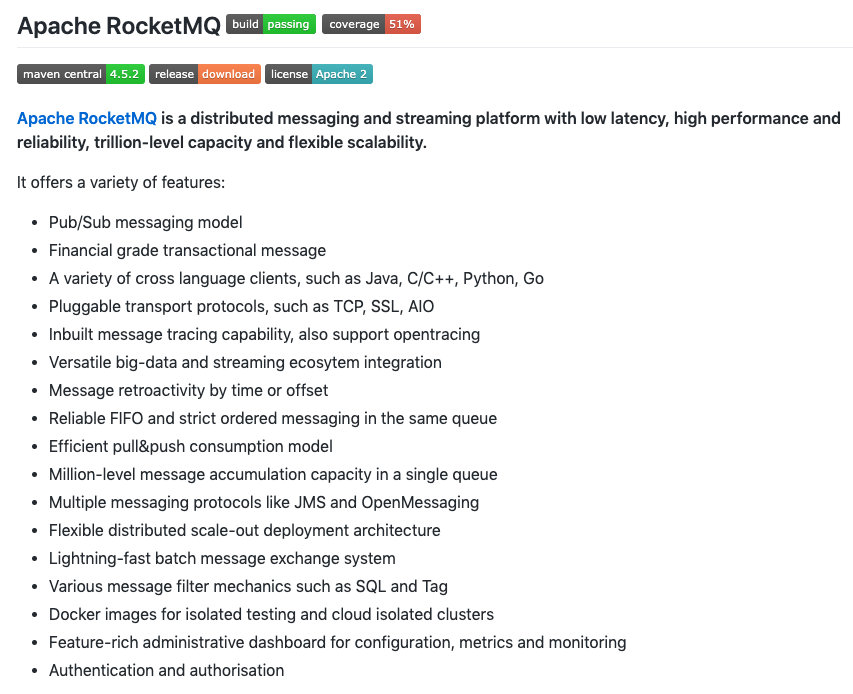 Apache RocketMQ build passing coverage 51%
maven central 4.5.2 release download license Apache 2
Apache RocketMQ is a distributed messaging and streaming platform with low latency, high performance and
reliability, trillion-level capacity and flexible scalability.
It offers a variety of features:
• Pub/Sub messaging model
• Financial grade transactional message
• A variety of cross language clients, such as Java, C/C++, Python, Go
• Pluggable transport protocols, such as TCP, SSL, AIO
• Inbuilt message tracing capability, also support opentracing
• Versatile big-data and streaming ecosytem integration
• Message retroactivity by time or offset
• Reliable FIFO and strict ordered messaging in the same queue
• Efficient pull&push consumption model
• Million-level message accumulation capacity in a single queue
• Multiple messaging protocols like JMS and OpenMessaging
• Flexible distributed scale-out deployment architecture
• Lightning-fast batch message exchange system
• Various message filter mechanics such as SQL and Tag
• Docker images for isolated testing and cloud isolated clusters
• Feature-rich administrative dashboard for configuration, metrics and monitoring
• Authentication and authorisation